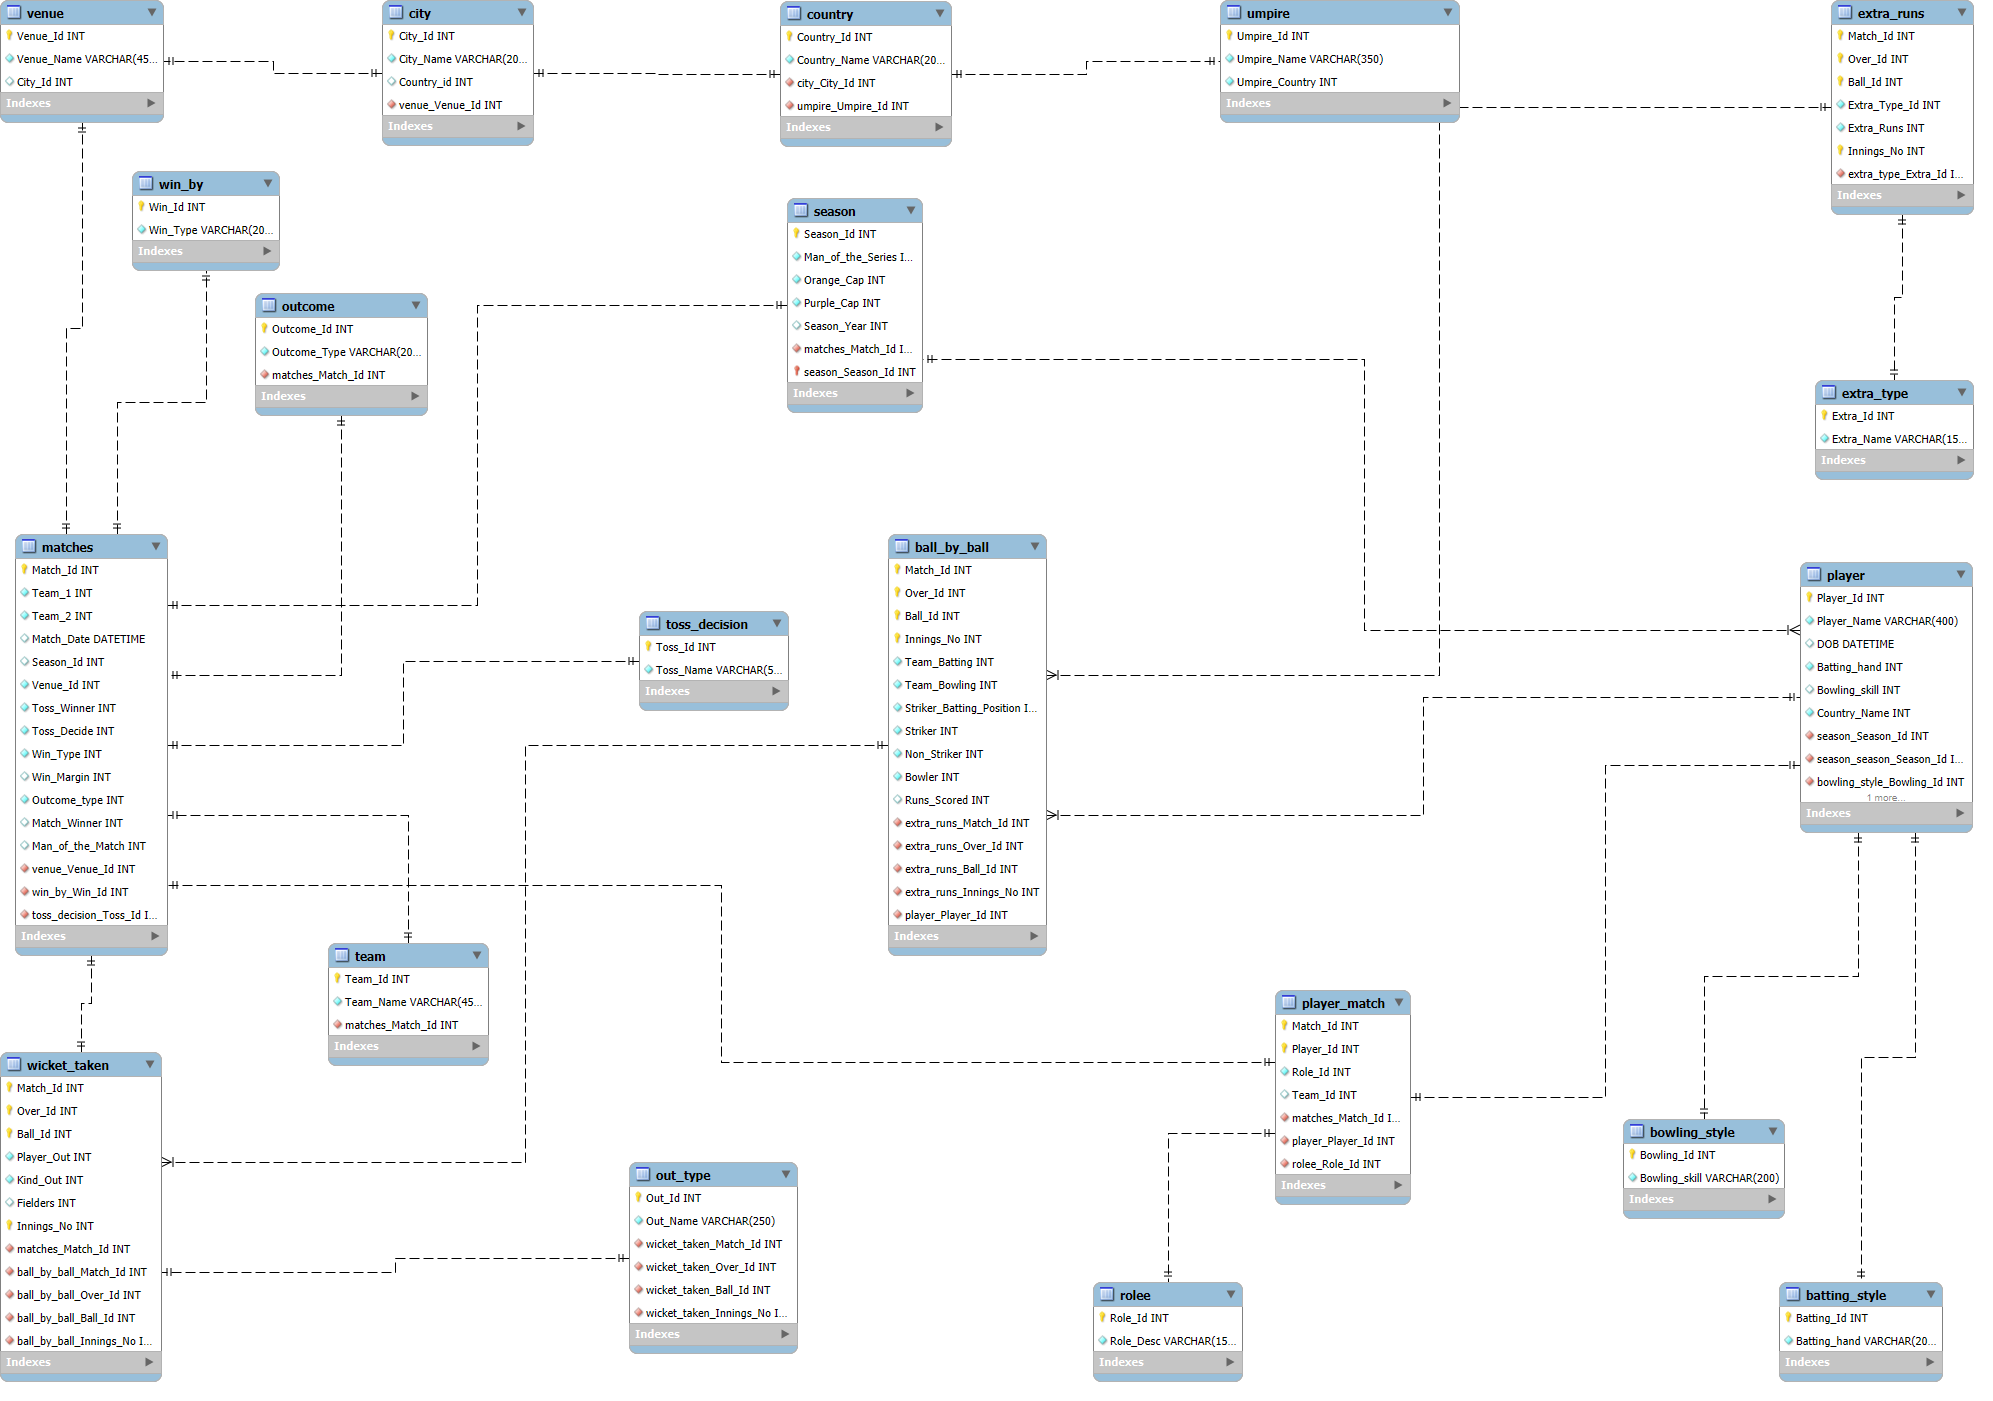 venue
Venue_Id INT
Venue_Name VARCHAR(45...
City_Id INT
Indexes
city
City_Id INT
City_Name VARCHAR(20...
Country_id INT
venue_Venue_Id INT
Indexes
country
Country_Id INT
Country_Name VARCHAR(20...
city_City_Id INT
umpire_Umpire_Id INT
Indexes
umpire
Umpire_Id INT
Umpire_Name VARCHAR(350)
Umpire_Country INT
Indexes
extra_runs
Match_Id INT
Over_Id INT
Ball_Id INT
Extra_Type_Id INT
Extra_Runs INT
Innings_No INT
extra_type_Extra_Id I...
Indexes
win_by
Win_Id INT
Win_Type VARCHAR(20...
Indexes
season
Season_Id INT
Man_of_the_Series I...
Orange_Cap INT
Purple_Cap INT
Season_Year INT
matches_Match_Id I...
season_Season_Id INT
Indexes
outcome
Outcome_Id INT
Outcome_Type VARCHAR(20...
matches_Match_Id INT
Indexes
extra_type
Extra_Id INT
Extra_Name VARCHAR(15...
Indexes
matches
Match_Id INT
Team_1 INT
Team_2 INT
Match_Date DATETIME
Season_Id INT
Venue_Id INT
Toss_Winner INT
Toss_Decide INT
Win_Type INT
Win_Margin INT
Outcome_type INT
Match_Winner INT
Man_of_the_Match INT
venue_Venue_Id INT
win_by_Win_Id INT
toss_decision_Toss_Id I...
Indexes
toss_decision
Toss_Id INT
Toss_Name VARCHAR(5...
Indexes
ball_by_ball
Match_Id INT
Over_Id INT
Ball_Id INT
Innings_No INT
Team_Batting INT
Team_Bowling INT
Striker_Batting_Position I...
Striker INT
Non_Striker INT
Bowler INT
Runs_Scored INT
extra_runs_Match_Id INT
extra_runs_Over_Id INT
extra_runs_Ball_Id INT
extra_runs_Innings_No INT
player_Player_Id INT
Indexes
player
Player_Id INT
Player_Name VARCHAR(400)
DOB DATETIME
Batting_hand INT
Bowling_skill INT
Country_Name INT
season_Season_Id INT
season_season_Season_Id I...
bowling_style_Bowling_Id INT
1 more...
Indexes
team
Team_Id INT
Team_Name VARCHAR(45...
matches_Match_Id INT
Indexes
player_match
Match_Id INT
Player_Id INT
Role_Id INT
Team_Id INT
matches_Match_Id I...
player_Player_Id INT
rolee_Role_Id INT
Indexes
wicket_taken
Match_Id INT
Over_Id INT
Ball_Id INT
Player_Out INT
Kind_Out INT
Fielders INT
Innings_No INT
matches_Match_Id INT
ball_by_ball_Match_Id INT
ball_by_ball_Over_Id INT
ball_by_ball_Ball_Id INT
ball_by_ball_Innings_No I...
Indexes
out_type
Out_Id INT
Out_Name VARCHAR(250)
wicket_taken_Match_Id INT
wicket_taken_Over_Id INT
wicket_taken_Ball_Id INT
wicket_taken_Innings_No I...
Indexes
bowling_style
Bowling_Id INT
Bowling_skill VARCHAR(200)
Indexes
rolee
Role_Id INT
Role_Desc VARCHAR(15...
Indexes
batting_style
Batting_Id INT
Batting_hand VARCHAR(20...
Indexes